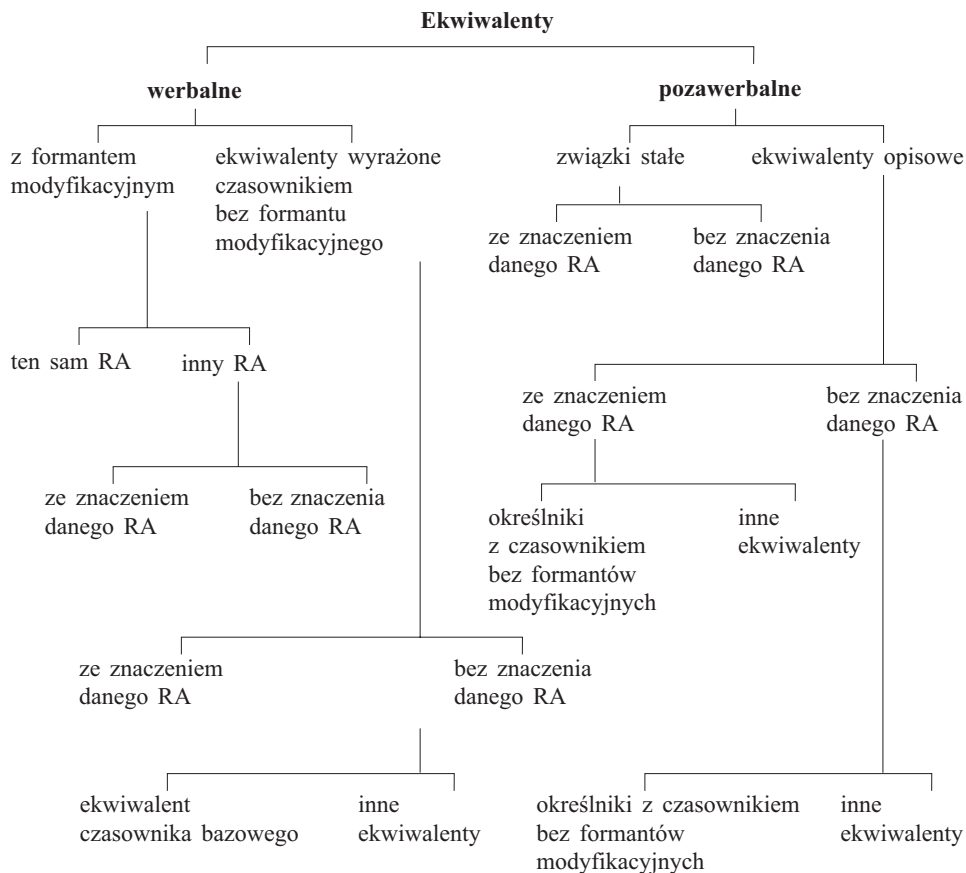 Ekwiwalenty
werbalne
pozawerbalne
z formantem
modyfikacyjnym
ekwiwalenty wyrażone
czasownikiem
bez formantu
modyfikacyjnego
związki stałe
ekwiwalenty opisowe
ze znaczeniem
danego RA
bez znaczenia
danego RA
ten sam RA
inny RA
ze znaczeniem
danego RA
bez znaczenia
danego RA
ze znaczeniem
danego RA
bez znaczenia
danego RA
określniki
z czasownikiem
bez formantów
modyfikacyjnych
inne
ekwiwalenty
ze znaczeniem
danego RA
bez znaczenia
danego RA
ekwiwalent
czasownika bazowego
inne
ekwiwalenty
określniki z czasownikiem
bez formantów
modyfikacyjnych
inne
ekwiwalenty